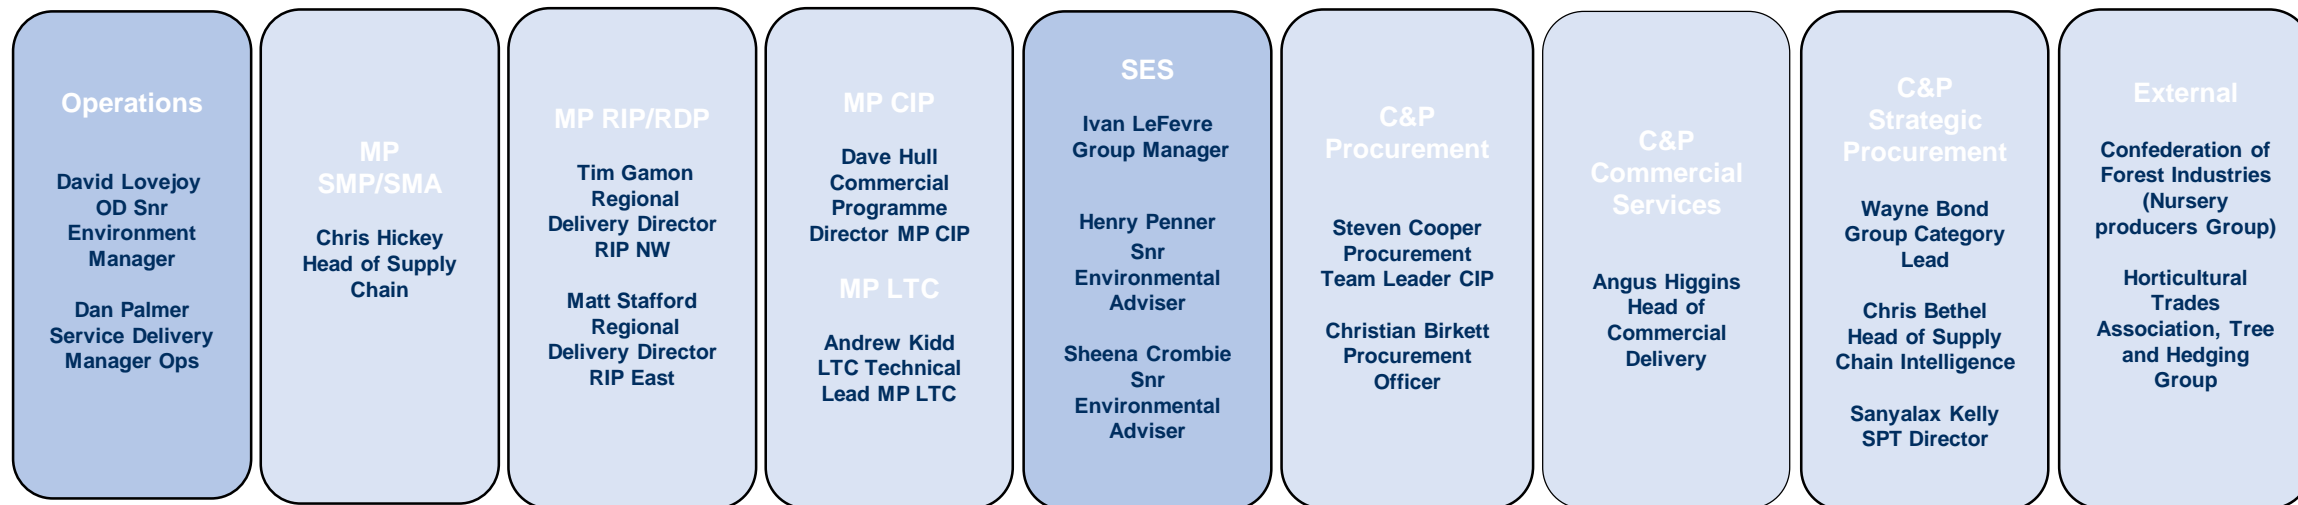 Operations
David Lovejoy
OD Snr
Environment
Manager
Dan Palmer
Service Delivery
Manager Ops
MP
SMP/SMA
Chris Hickey
Head of Supply
Chain
MP RIP/RDP
Tim Gamon
Regional
Delivery Director
RIP NW
Matt Stafford
Regional
Delivery Director
RIP East
MP CIP
Dave Hull
Commercial
Programme
Director MP CIP
MP LTC
Andrew Kidd
LTC Technical
Lead MP LTC
SES
Ivan LeFevre
Group Manager
Henry Penner
Snr
Environmental
Adviser
Sheena Crombie
Snr
Environmental
Adviser
C&P
Procurement
Steven Cooper
Procurement
Team Leader CIP
Christian Birkett
Procurement
Officer
C&P
Commercial
Services
Angus Higgins
Head of
Commercial
Delivery
C&P
Strategic
Procurement
Wayne Bond
Group Category
Lead
Chris Bethel
Head of Supply
Chain Intelligence
Sanyalax Kelly
SPT Director
External
Confederation of
Forest Industries
(Nursery
producers Group)
Horticultural
Trades
Association, Tree
and Hedging
Group